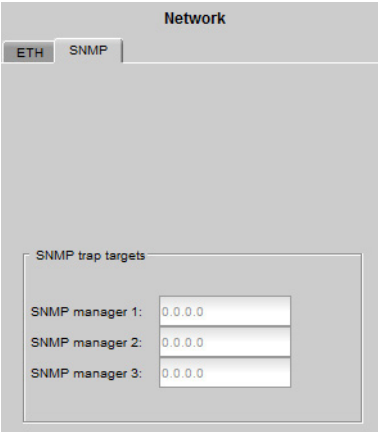 Network
ETH SNMP
SNMP trap targets
SNMP manager 1: 0.0.0.0
SNMP manager 2: 0.0.0.0
SNMP manager 3: 0.0.0.0